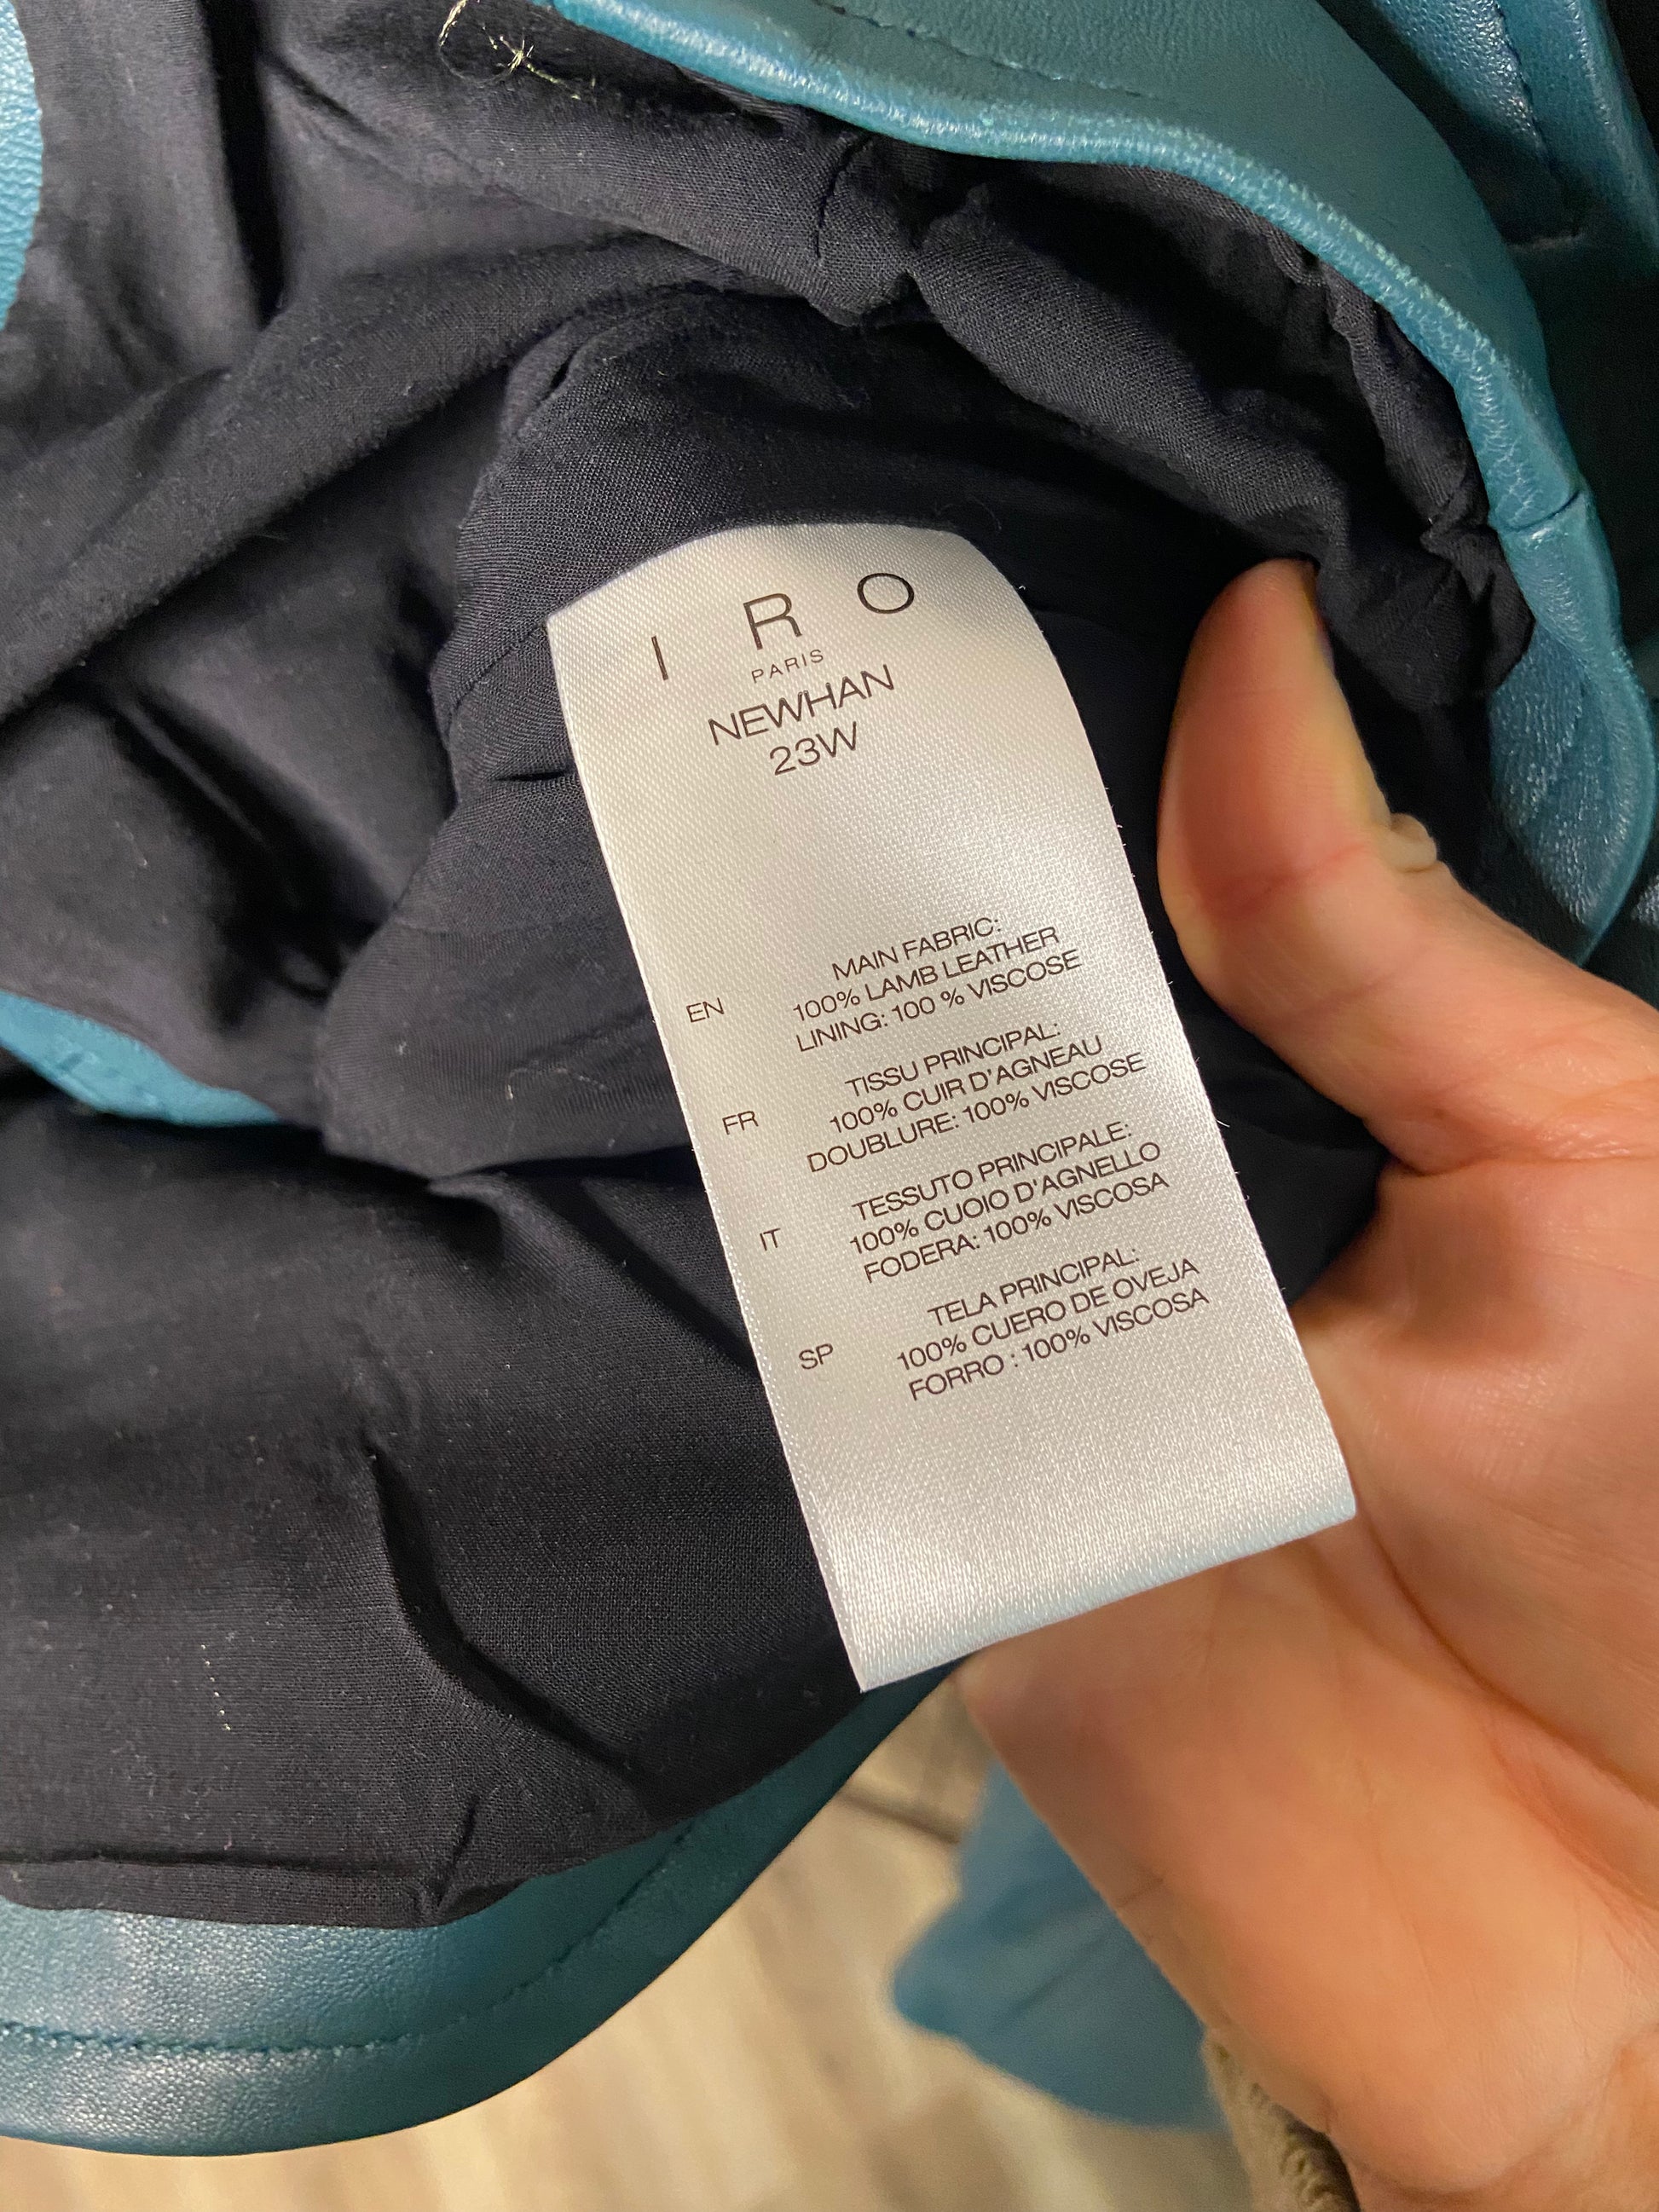 I R O
PARIS
NEWHAN
23W
EN
MAIN FABRIC:
100% LAMB LEATHER
LINING: 100 % VISCOSE
FR
TISSU PRINCIPAL:
100% CUIR D'AGNEAU
DOUBLURE: 100% VISCOSE
IT
TESSUTO PRINCIPALE:
100% CUOIO D'AGNELLO
FODERA: 100% VISCOSA
SP
TELA PRINCIPAL:
100% CUERO DE OVEJA
FORRO : 100% VISCOSA